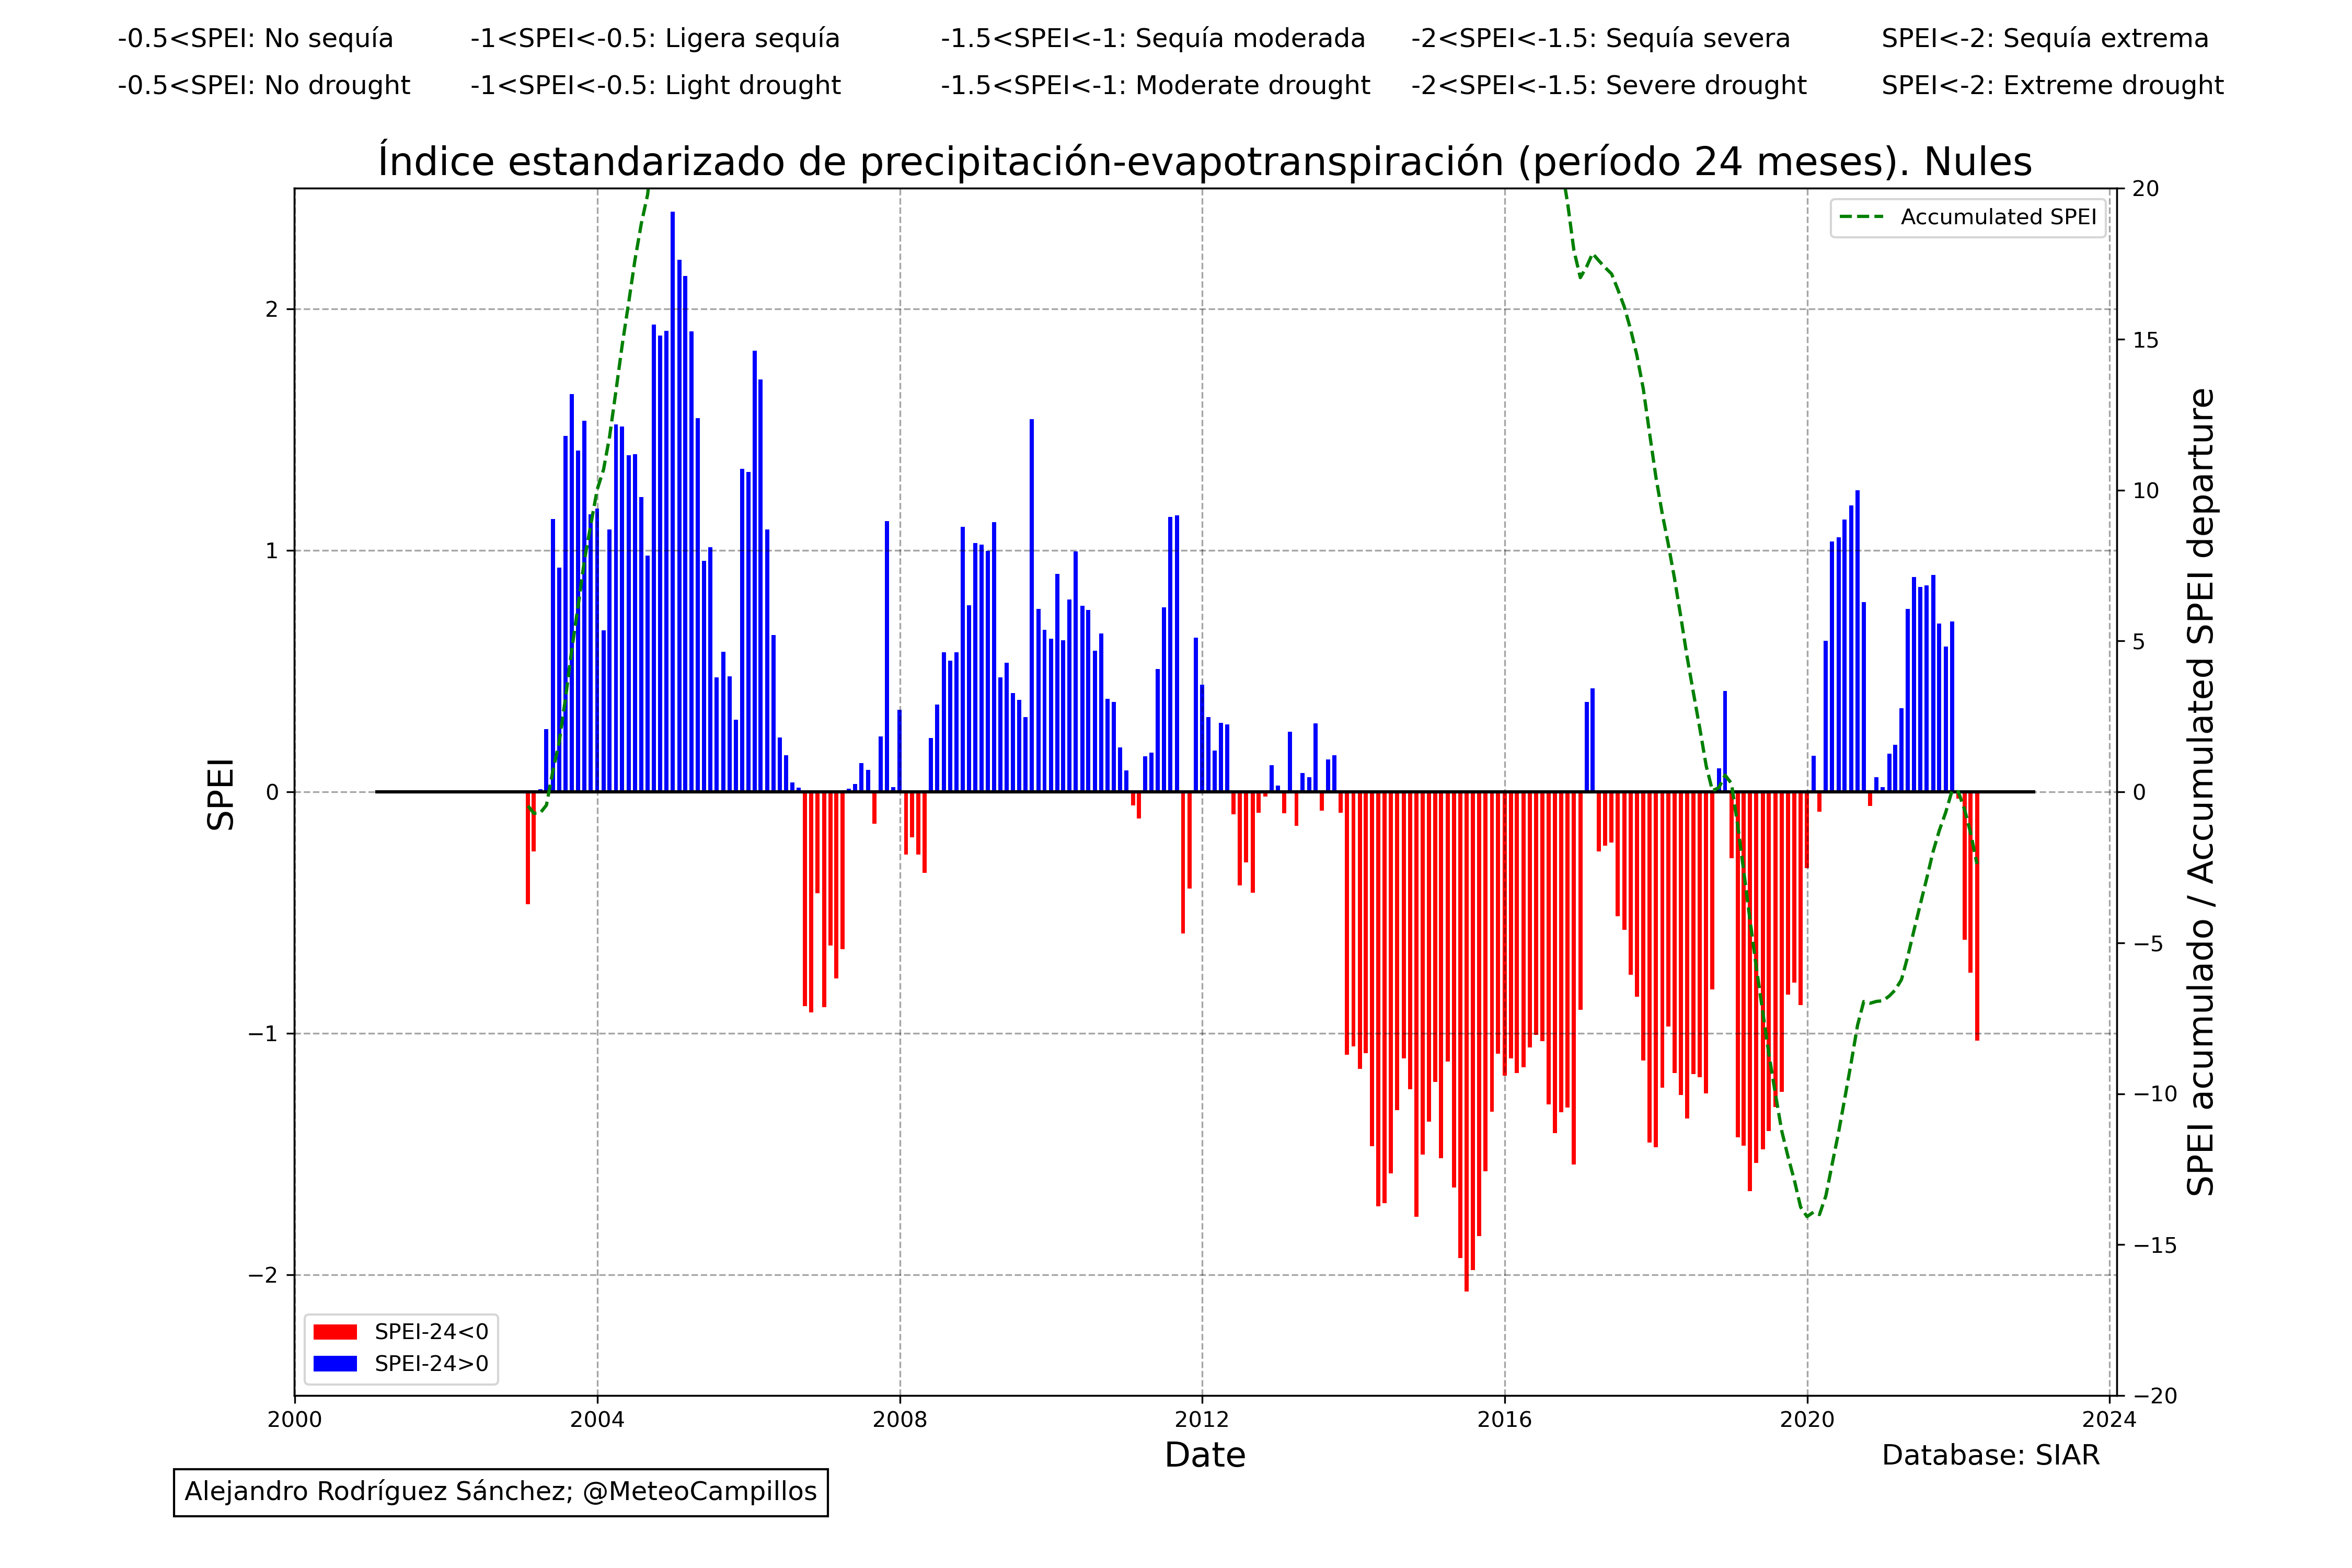 -0.5<SPEI: No sequía -1<SPEI<-0.5: Ligera sequía -1.5<SPEI<-1: Sequía moderada -2<SPEI<-1.5: Sequía severa SPEI<-2: Sequía extrema
-0.5<SPEI: No drought -1<SPEI<-0.5: Light drought -1.5<SPEI<-1: Moderate drought -2<SPEI<-1.5: Severe drought SPEI<-2: Extreme drought
Índice estandarizado de precipitación-evapotranspiración (período 24 meses). Nules
Accumulated SPEI
SPEI
2
1
0
−1
−2
20
15
10
5
0
−5
−10
−15
−20
SPEI acumulado / Accumulated SPEI departure
SPEI-24<0
SPEI-24>0
2000 2004 2008 2012 2016 2020 2024
Date
Database: SIAR
Alejandro Rodríguez Sánchez; @MeteoCampillos